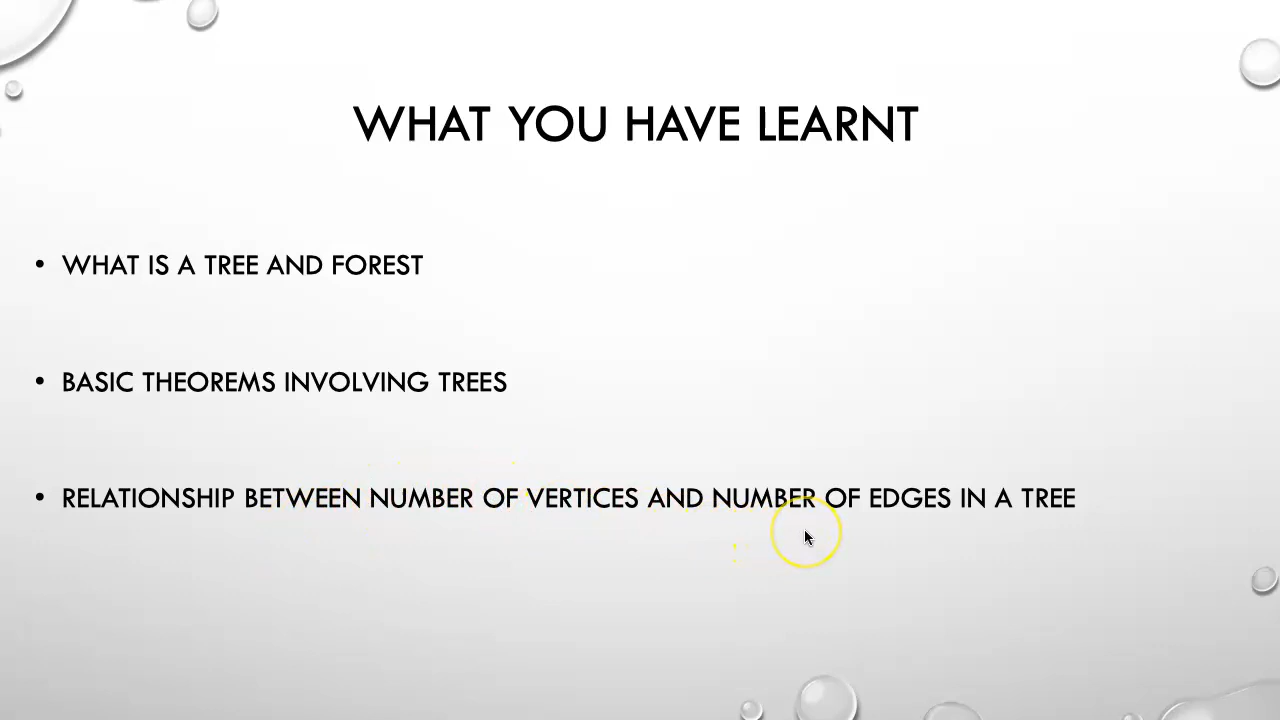 WHAT YOU HAVE LEARNT
• WHAT IS A TREE AND FOREST
• BASIC THEOREMS INVOLVING TREES
• RELATIONSHIP BETWEEN NUMBER OF VERTICES AND NUMBER OF EDGES IN A TREE